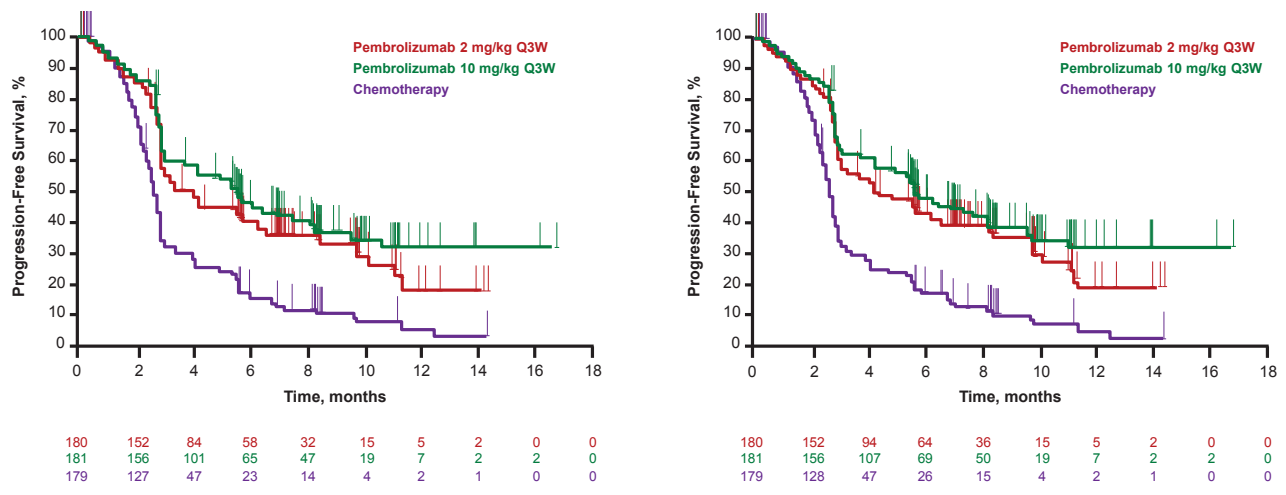 Progression-Free Survival, %
100
90
80
70
60
50
40
30
20
10
0
Pembrolizumab 2 mg/kg Q3W
Pembrolizumab 10 mg/kg Q3W
Chemotherapy
0 2 4 6 8 10 12 14 16 18
Time, months
180 152 84 58 32 15 5 2 0 0
181 156 101 65 47 19 7 2 2 0
179 127 47 23 14 4 2 1 0 0
Progression-Free Survival, %
100
90
80
70
60
50
40
30
20
10
0
Pembrolizumab 2 mg/kg Q3W
Pembrolizumab 10 mg/kg Q3W
Chemotherapy
0 2 4 6 8 10 12 14 16 18
Time, months
180 152 94 64 36 15 5 2 0 0
181 156 107 69 50 19 7 2 2 0
179 128 47 26 15 4 2 1 0 0